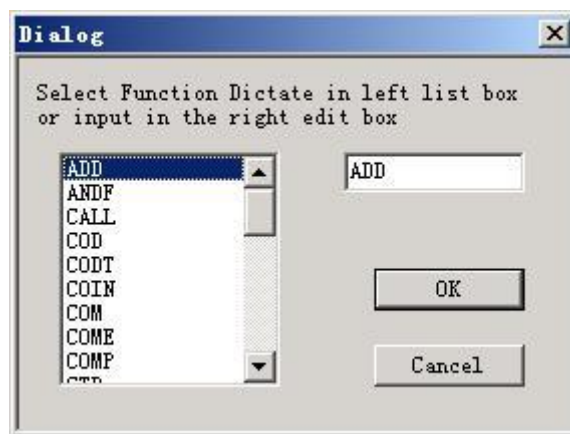 Dialog
Select Function Dictate in left list box
or input in the right edit box
ADD
ANDF
CALL
COD
CODT
COIN
COM
COME
COMP
ADD
OK
Cancel